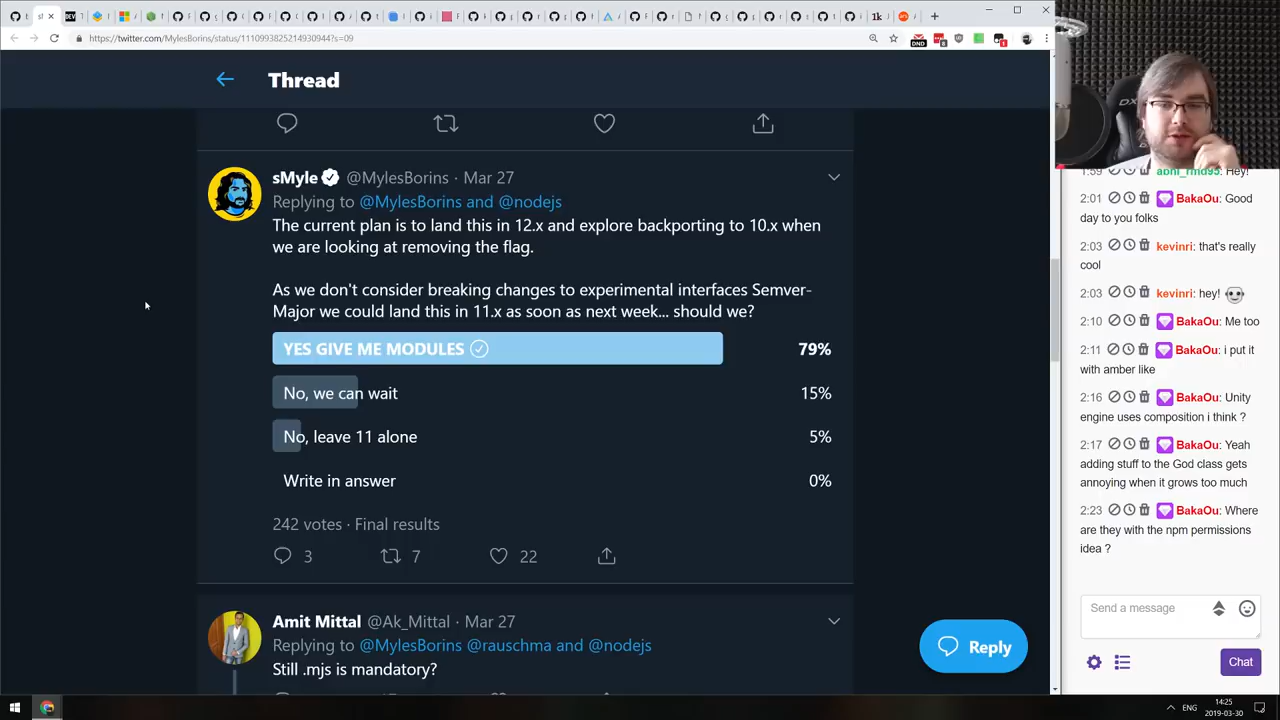 https://twitter.com/MylesBorins/status/1110993825214930944?s=09
Thread
sMyle @MylesBorins · Mar 27
Replying to @MylesBorins and @nodejs
The current plan is to land this in 12.x and explore backporting to 10.x when
we are looking at removing the flag.
As we don't consider breaking changes to experimental interfaces Semver-
Major we could land this in 11.x as soon as next week... should we?
YES GIVE ME MODULES 79%
No, we can wait 15%
No, leave 11 alone 5%
Write in answer 0%
242 votes · Final results
3 7 22
Amit Mittal @Ak_Mittal · Mar 27
Replying to @MylesBorins @rauschma and @nodejs
Still .mjs is mandatory?
Reply
1:59 abhi_rmd95: Hey!
2:01 BakaOu: Good
day to you folks
2:03 kevinri: that's really
cool
2:03 kevinri: hey!
2:10 BakaOu: Me too
2:11 BakaOu: i put it
with amber like
2:16 BakaOu: Unity
engine uses composition i think ?
2:17 BakaOu: Yeah
adding stuff to the God class gets
annoying when it grows too much
2:23 BakaOu: Where
are they with the npm permissions
idea ?
Send a message
Chat
ENG
14:25
2019-03-30